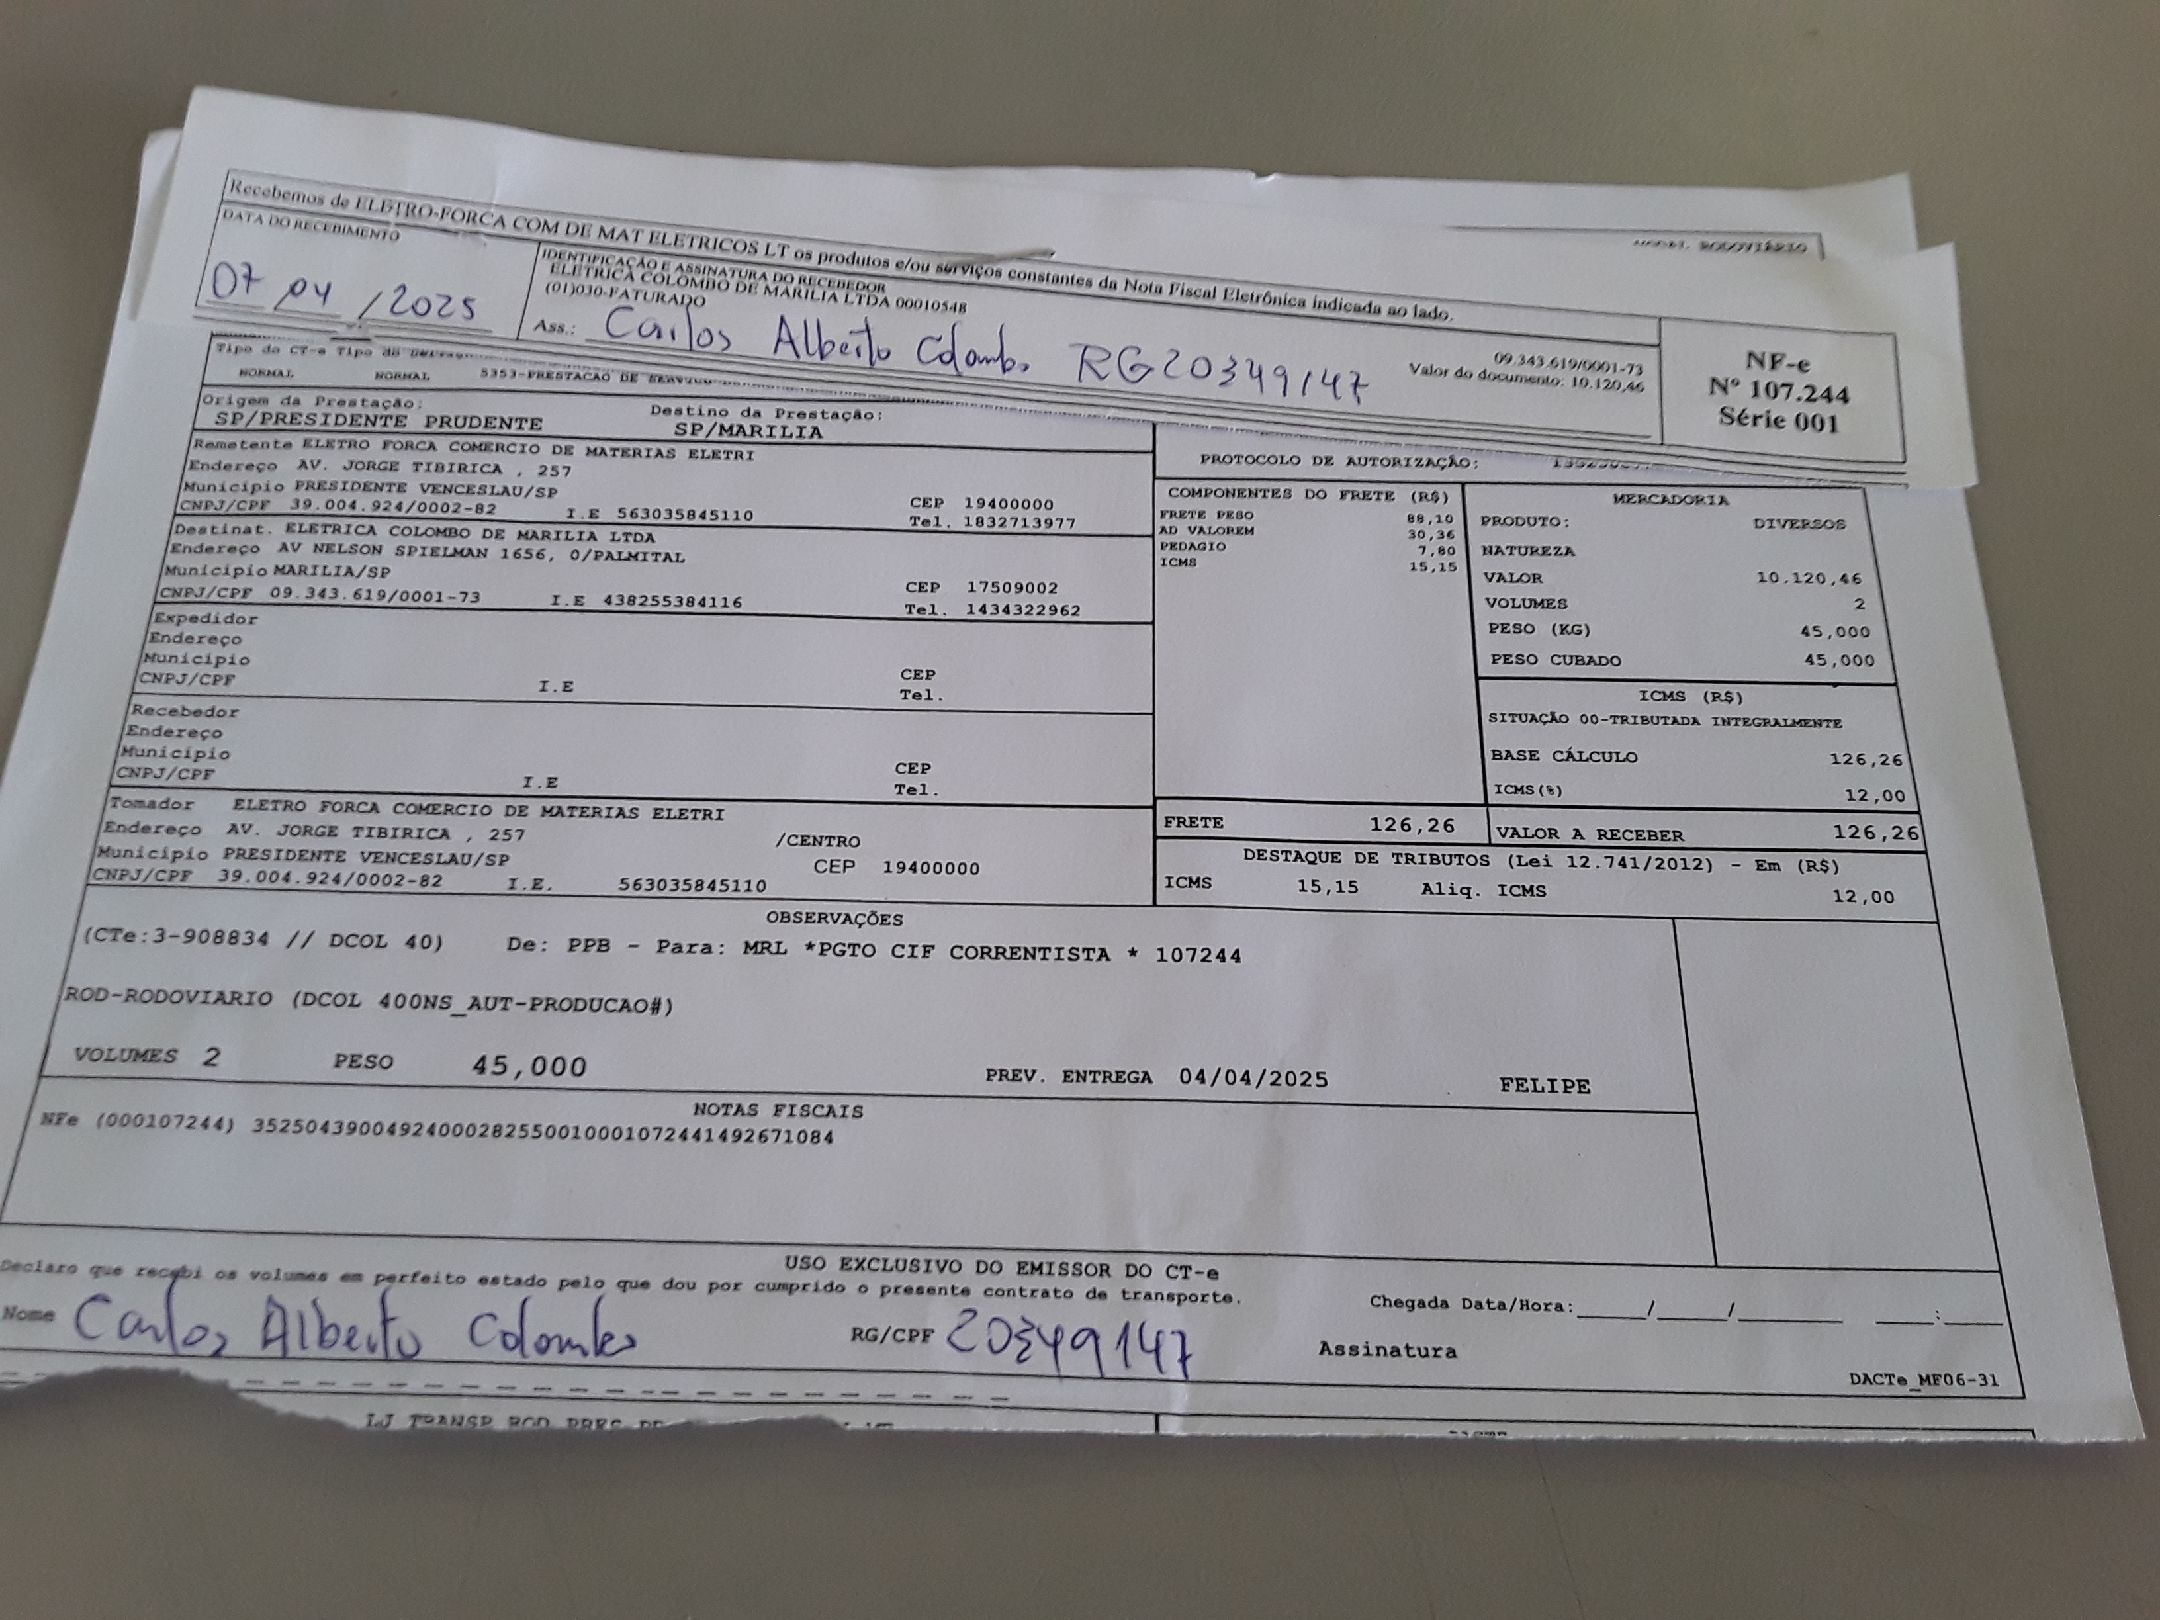 MODAL RODOVIÁRIO
Recebemos de ELETRO-FORCA COM DE MAT ELETRICOS LT os produtos e/ou serviços constantes da Nota Fiscal Eletrônica indicada ao lado.
DATA DO RECEBIMENTO
07 / 04 / 2025
IDENTIFICAÇÃO E ASSINATURA DO RECEBEDOR
ELETRICA COLOMBO DE MARILIA LTDA 00010548
(01)030-FATURADO
Ass.: Carlos Alberto Colombo RG 20349147
09.343.619/0001-73
Valor do documento: 10.120,46
NF-e
Nº 107.244
Série 001
Tipo do CT-e Tipo do
NORMAL NORMAL 5353-PRESTACAO DE
Origem da Prestação: Destino da Prestação:
SP/PRESIDENTE PRUDENTE SP/MARILIA
Remetente ELETRO FORCA COMERCIO DE MATERIAS ELETRI
Endereço AV. JORGE TIBIRICA , 257
Município PRESIDENTE VENCESLAU/SP CEP 19400000
CNPJ/CPF 39.004.924/0002-82 I.E 563035845110 Tel. 1832713977
Destinat. ELETRICA COLOMBO DE MARILIA LTDA
Endereço AV NELSON SPIELMAN 1656, 0/PALMITAL
Município MARILIA/SP CEP 17509002
CNPJ/CPF 09.343.619/0001-73 I.E 438255384116 Tel. 1434322962
Expedidor
Endereço
Município CEP
CNPJ/CPF I.E Tel.
Recebedor
Endereço
Município CEP
CNPJ/CPF I.E Tel.
Tomador ELETRO FORCA COMERCIO DE MATERIAS ELETRI
Endereço AV. JORGE TIBIRICA , 257 /CENTRO
Município PRESIDENTE VENCESLAU/SP CEP 19400000
CNPJ/CPF 39.004.924/0002-82 I.E. 563035845110
PROTOCOLO DE AUTORIZAÇÃO:
COMPONENTES DO FRETE (R$)
FRETE PESO 88,10
AD VALOREM 30,36
PEDAGIO 7,80
ICMS 15,15
MERCADORIA
PRODUTO: DIVERSOS
NATUREZA
VALOR 10.120,46
VOLUMES 2
PESO (KG) 45,000
PESO CUBADO 45,000
ICMS (R$)
SITUAÇÃO 00-TRIBUTADA INTEGRALMENTE
BASE CÁLCULO 126,26
ICMS(%) 12,00
FRETE 126,26 VALOR A RECEBER 126,26
DESTAQUE DE TRIBUTOS (Lei 12.741/2012) - Em (R$)
ICMS 15,15 Aliq. ICMS 12,00
OBSERVAÇÕES
(CTe:3-908834 // DCOL 40) De: PPB - Para: MRL *PGTO CIF CORRENTISTA * 107244
ROD-RODOVIARIO (DCOL 400NS_AUT-PRODUCAO#)
VOLUMES 2 PESO 45,000 PREV. ENTREGA 04/04/2025 FELIPE
NOTAS FISCAIS
NFe (000107244) 35250439004924000282550010001072441492671084
USO EXCLUSIVO DO EMISSOR DO CT-e
Declaro que recebi os volumes em perfeito estado pelo que dou por cumprido o presente contrato de transporte.
Chegada Data/Hora:____/____/______ ___:___
Nome Carlos Alberto Colombo RG/CPF 20349147 Assinatura
DACTe_MF06-31
LJ TRANSP ROD PRES